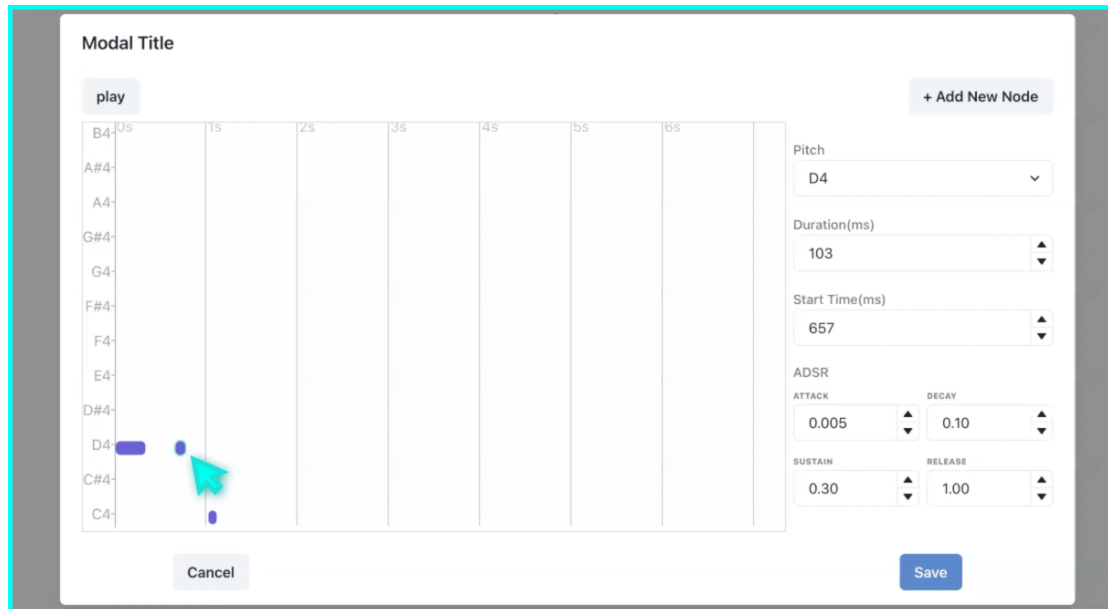 Modal Title
play
+ Add New Node
0s 1s 2s 3s 4s 5s 6s
B4
A#4
A4
G#4
G4
F#4
F4
E4
D#4
D4
C#4
C4
Pitch
D4
Duration(ms)
103
Start Time(ms)
657
ADSR
ATTACK DECAY
0.005 0.10
SUSTAIN RELEASE
0.30 1.00
Cancel
Save